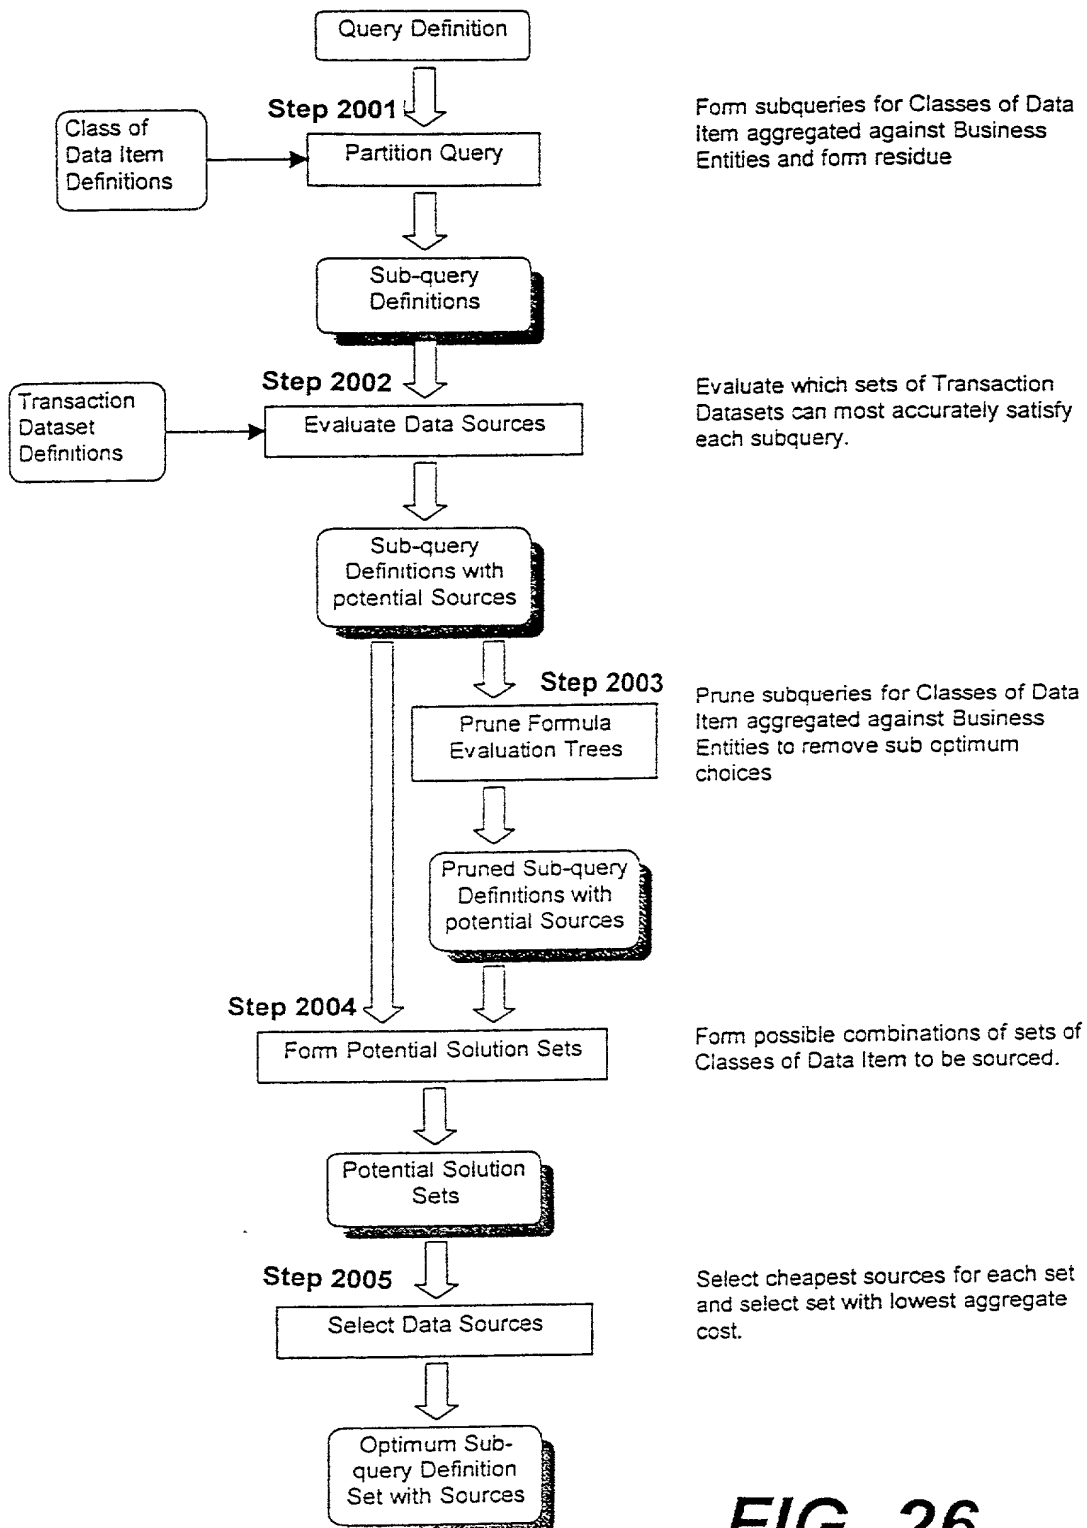 Query Definition
Step 2001
Class of
Data Item
Definitions
Partition Query
Form subqueries for Classes of Data
Item aggregated against Business
Entities and form residue
Sub-query
Definitions
Step 2002
Transaction
Dataset
Definitions
Evaluate Data Sources
Evaluate which sets of Transaction
Datasets can most accurately satisfy
each subquery.
Sub-query
Definitions with
potential Sources
Step 2003
Prune Formula
Evaluation Trees
Prune subqueries for Classes of Data
Item aggregated against Business
Entities to remove sub optimum
choices
Pruned Sub-query
Definitions with
potential Sources
Step 2004
Form Potential Solution Sets
Form possible combinations of sets of
Classes of Data Item to be sourced.
Potential Solution
Sets
Step 2005
Select Data Sources
Select cheapest sources for each set
and select set with lowest aggregate
cost.
Optimum Sub-
query Definition
Set with Sources
FIG. 26